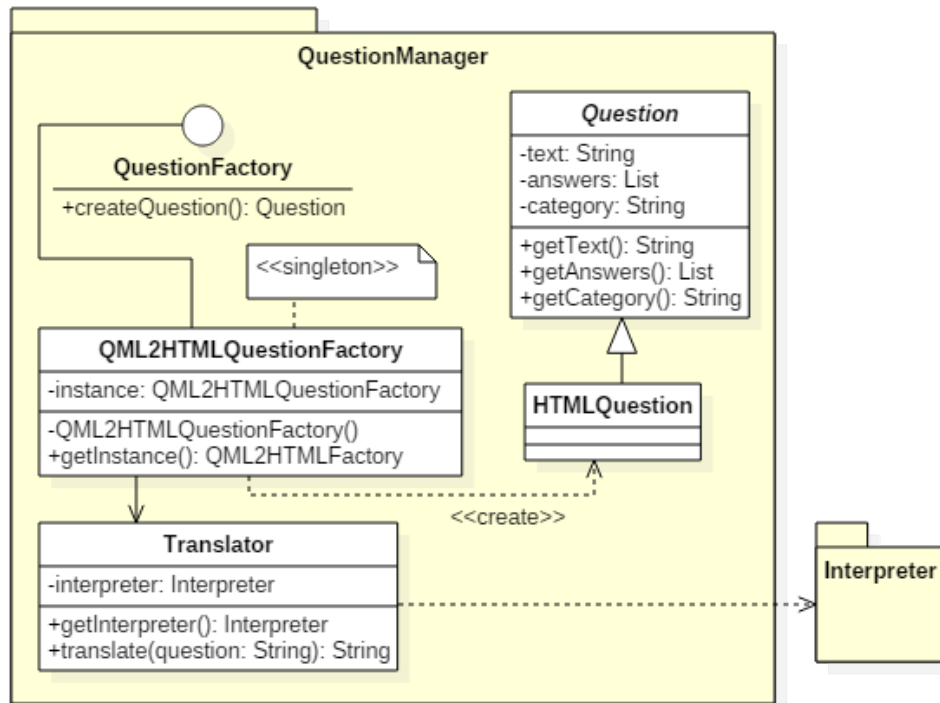 QuestionManager
QuestionFactory
+createQuestion(): Question
<<singleton>>
Question
-text: String
-answers: List
-category: String
+getText(): String
+getAnswers(): List
+getCategory(): String
QML2HTMLQuestionFactory
-instance: QML2HTMLQuestionFactory
-QML2HTMLQuestionFactory()
+getInstance(): QML2HTMLFactory
HTMLQuestion
<<create>>
Translator
-interpreter: Interpreter
+getInterpreter(): Interpreter
+translate(question: String): String
Interpreter